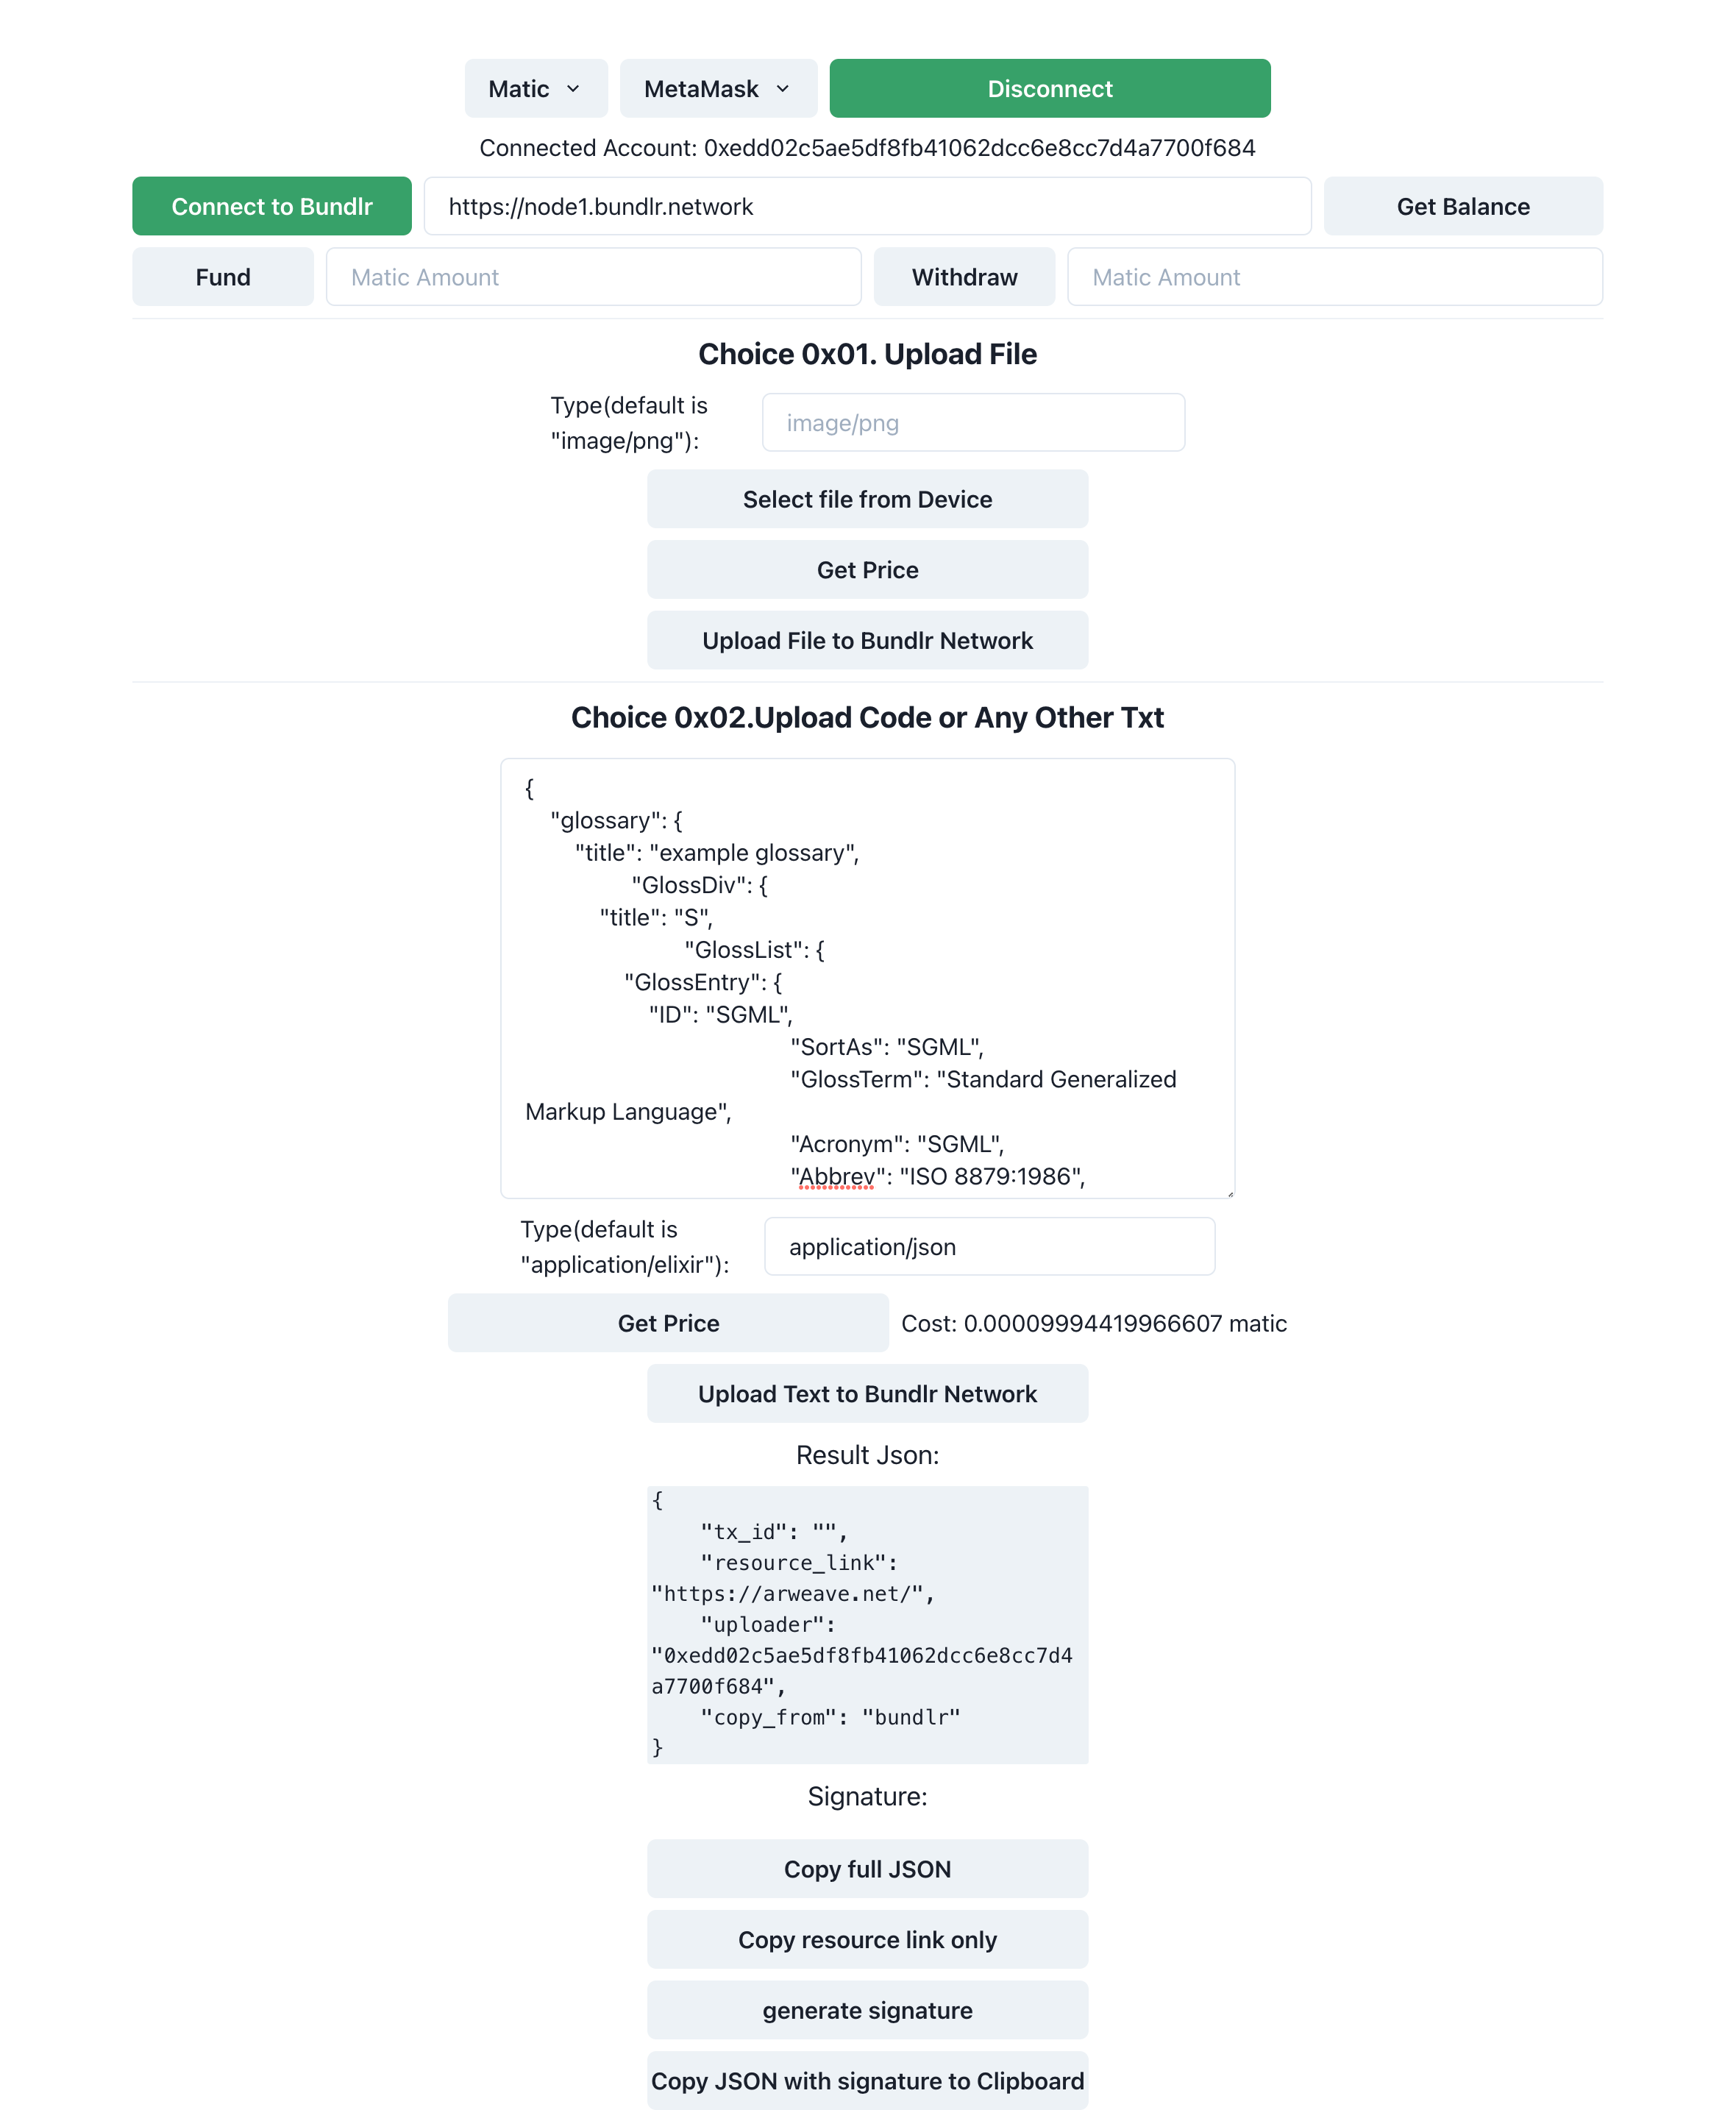 Matic MetaMask Disconnect
Connected Account: 0xedd02c5ae5df8fb41062dcc6e8cc7d4a7700f684
Connect to Bundlr https://node1.bundlr.network Get Balance
Fund Matic Amount Withdraw Matic Amount
Choice 0x01. Upload File
Type(default is
"image/png"):
image/png
Select file from Device
Get Price
Upload File to Bundlr Network
Choice 0x02.Upload Code or Any Other Txt
{
"glossary": {
"title": "example glossary",
"GlossDiv": {
"title": "S",
"GlossList": {
"GlossEntry": {
"ID": "SGML",
"SortAs": "SGML",
"GlossTerm": "Standard Generalized
Markup Language",
"Acronym": "SGML",
"Abbrev": "ISO 8879:1986",
Type(default is
"application/elixir"):
application/json
Get Price Cost: 0.00009994419966607 matic
Upload Text to Bundlr Network
Result Json:
{
"tx_id": "",
"resource_link":
"https://arweave.net/",
"uploader":
"0xedd02c5ae5df8fb41062dcc6e8cc7d4
a7700f684",
"copy_from": "bundlr"
}
Signature:
Copy full JSON
Copy resource link only
generate signature
Copy JSON with signature to Clipboard